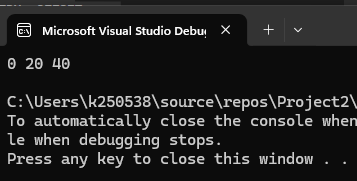 Microsoft Visual Studio Debug
0 20 40
C:\Users\k250538\source\repos\Project2\
To automatically close the console when
le when debugging stops.
Press any key to close this window . .